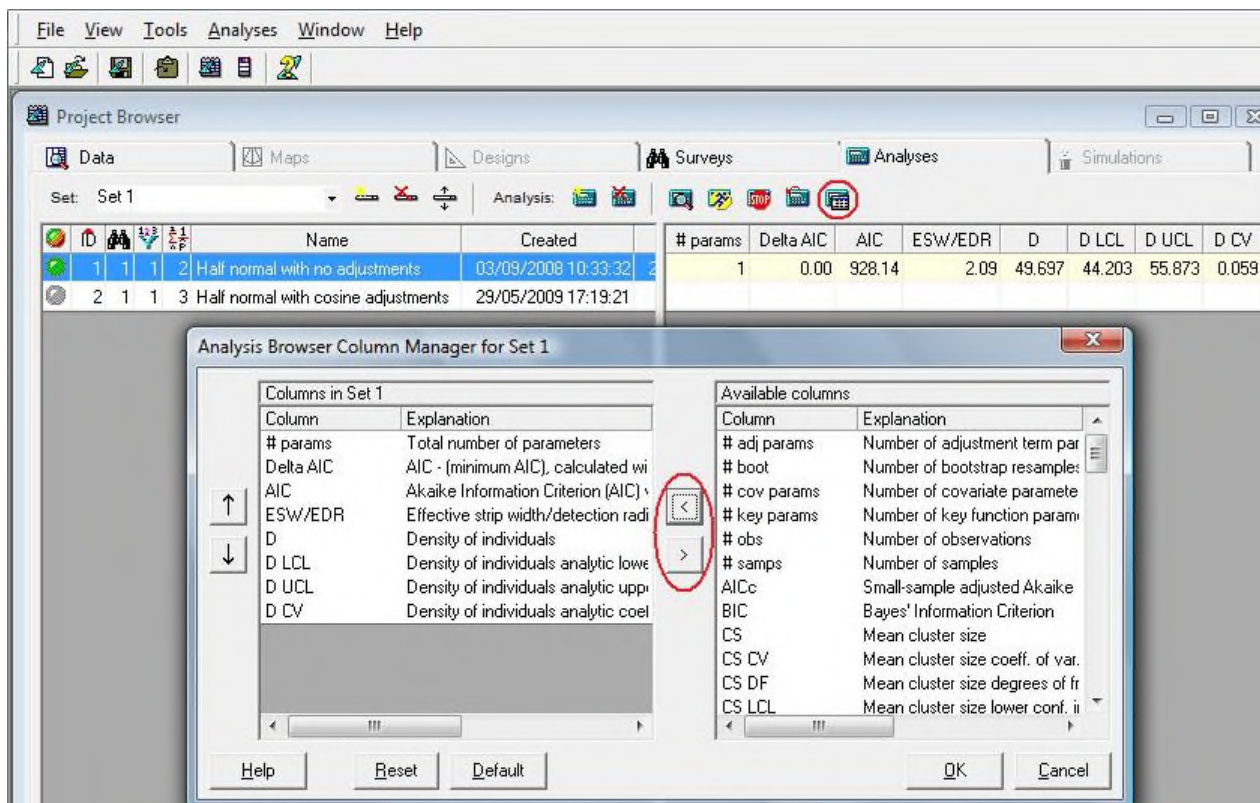 File View Tools Analyses Window Help
Project Browser
Data Maps Designs Surveys Analyses Simulations
Set: Set 1 Analysis: STOP
ID Name Created # params Delta AIC AIC ESW/EDR D D LCL D UCL D CV
1 1 1 2 Half normal with no adjustments 03/09/2008 10:33:32 2 1 0.00 928.14 2.09 49.697 44.203 55.873 0.059
2 1 1 3 Half normal with cosine adjustments 29/05/2009 17:19:21
Analysis Browser Column Manager for Set 1
Columns in Set 1
Column Explanation
# params Total number of parameters
Delta AIC AIC - (minimum AIC), calculated wi
AIC Akaike Information Criterion (AIC) v
ESW/EDR Effective strip width/detection radi
D Density of individuals
D LCL Density of individuals analytic lowe
D UCL Density of individuals analytic upp
D CV Density of individuals analytic coef
< 
>
Available columns
Column Explanation
# adj params Number of adjustment term par
# boot Number of bootstrap resamples
# cov params Number of covariate paramete
# key params Number of key function param
# obs Number of observations
# samps Number of samples
AICc Small-sample adjusted Akaike
BIC Bayes' Information Criterion
CS Mean cluster size
CS CV Mean cluster size coeff. of var.
CS DF Mean cluster size degrees of fr
CS LCL Mean cluster size lower conf. i
Help Reset Default OK Cancel